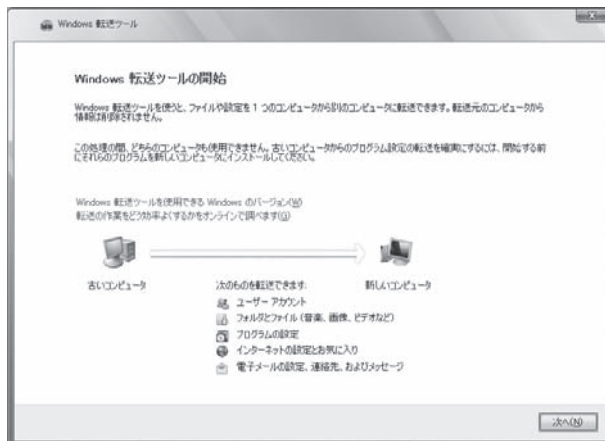 Windows 転送ツール
Windows 転送ツールの開始
Windows 転送ツールを使うと、ファイルや設定を 1 つのコンピュータから別のコンピュータに転送できます。転送元のコンピュータから
情報は削除されません。
この処理の間、どちらのコンピュータも使用できません。古いコンピュータからのプログラム設定の転送を確実にするには、開始する前
にそれらのプログラムを新しいコンピュータにインストールしてください。
Windows 転送ツールを使用できる Windows のバージョン(W)
転送の作業をどう効率よくするかをオンラインで調べます(O)
古いコンピュータ
次のものを転送できます:
新しいコンピュータ
ユーザー アカウント
フォルダとファイル (音楽、画像、ビデオなど)
プログラムの設定
インターネットの設定とお気に入り
電子メールの設定、連絡先、およびメッセージ
次へ(N)